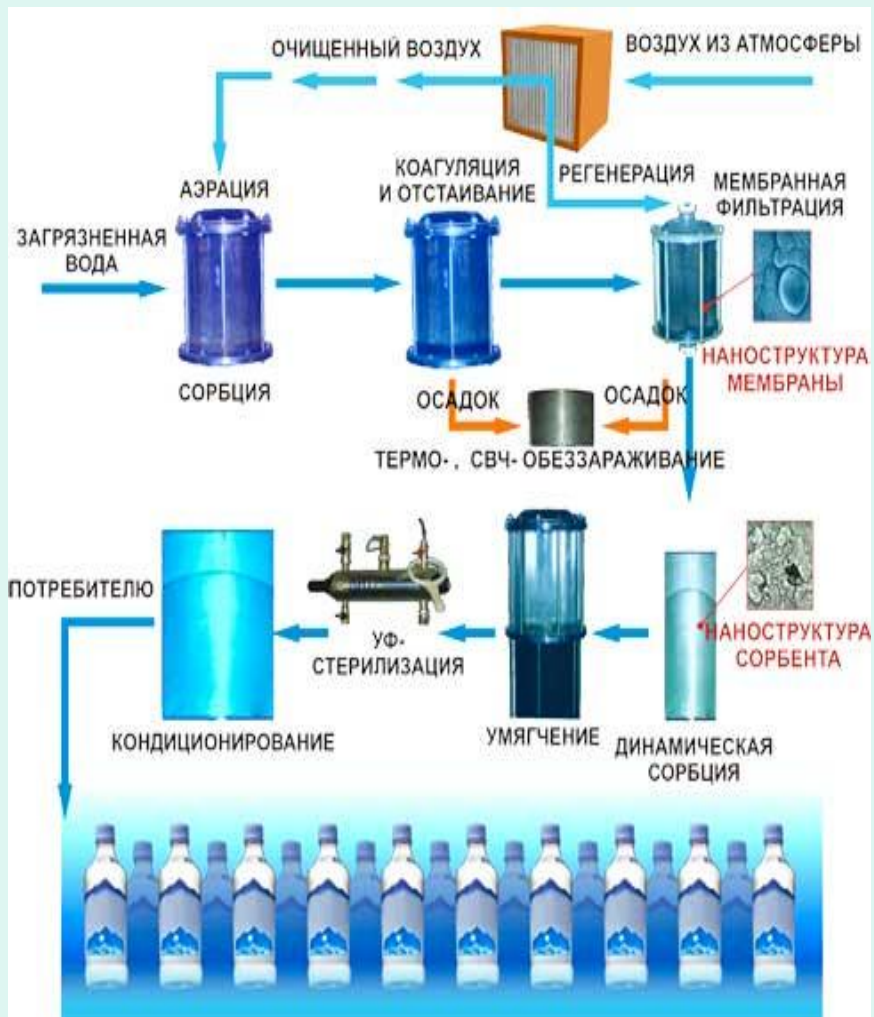 ОЧИЩЕННЫЙ ВОЗДУХ
ВОЗДУХ ИЗ АТМОСФЕРЫ
АЭРАЦИЯ
КОАГУЛЯЦИЯ
И ОТСТАИВАНИЕ
РЕГЕНЕРАЦИЯ
МЕМБРАННАЯ
ФИЛЬТРАЦИЯ
ЗАГРЯЗНЕННАЯ
ВОДА
СОРБЦИЯ
НАНОСТРУКТУРА
МЕМБРАНЫ
ОСАДОК
ОСАДОК
ТЕРМО- , СВЧ- ОБЕЗЗАРАЖИВАНИЕ
ПОТРЕБИТЕЛЮ
КОНДИЦИОНИРОВАНИЕ
УФ-
СТЕРИЛИЗАЦИЯ
УМЯГЧЕНИЕ
НАНОСТРУКТУРА
СОРБЕНТА
ДИНАМИЧЕСКАЯ
СОРБЦИЯ